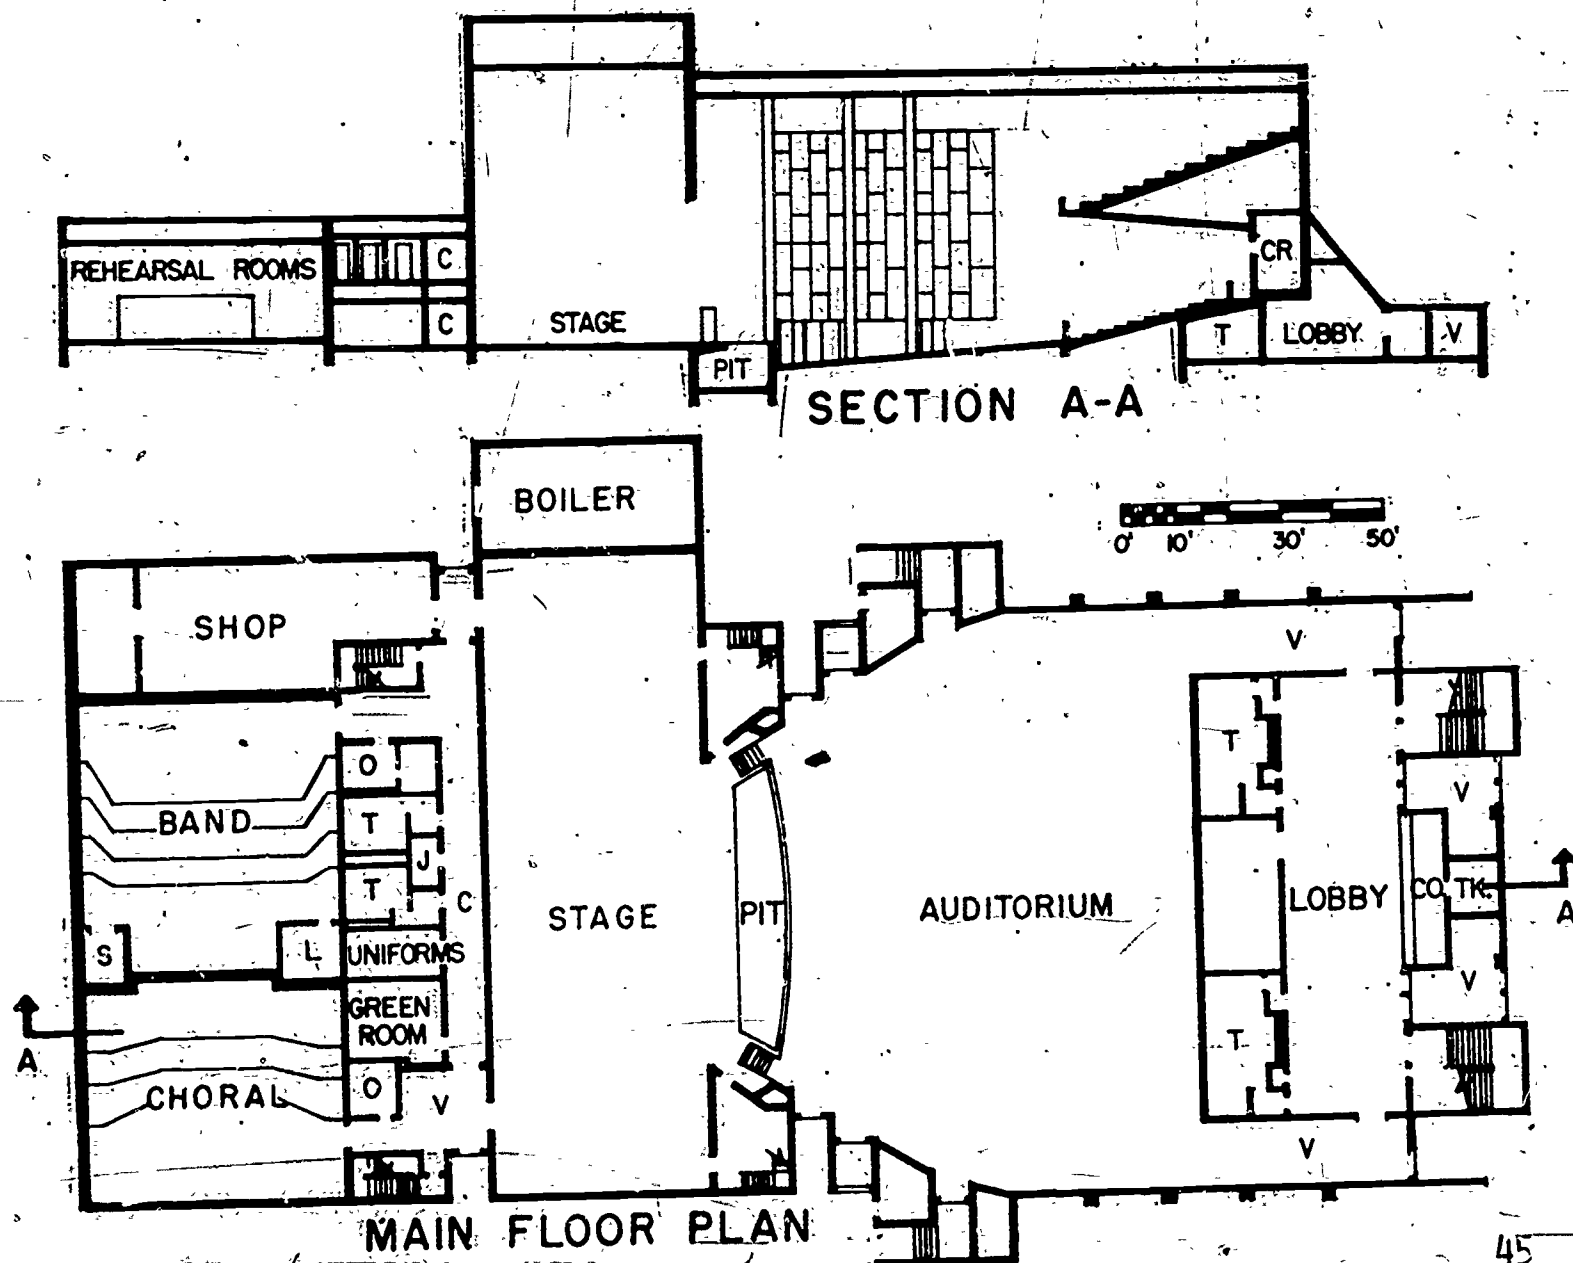 REHEARSAL ROOMS
C
C
STAGE
PIT
CR
T
LOBBY
V
SECTION A-A
BOILER
0' 10' 30' 50'
SHOP
V
O
T
BAND
T
V
J
T
C
STAGE
PIT
AUDITORIUM
LOBBY
CO.
TK.
A
S
L
UNIFORMS
V
GREEN
ROOM
A
T
O
CHORAL
V
V
MAIN FLOOR PLAN
45